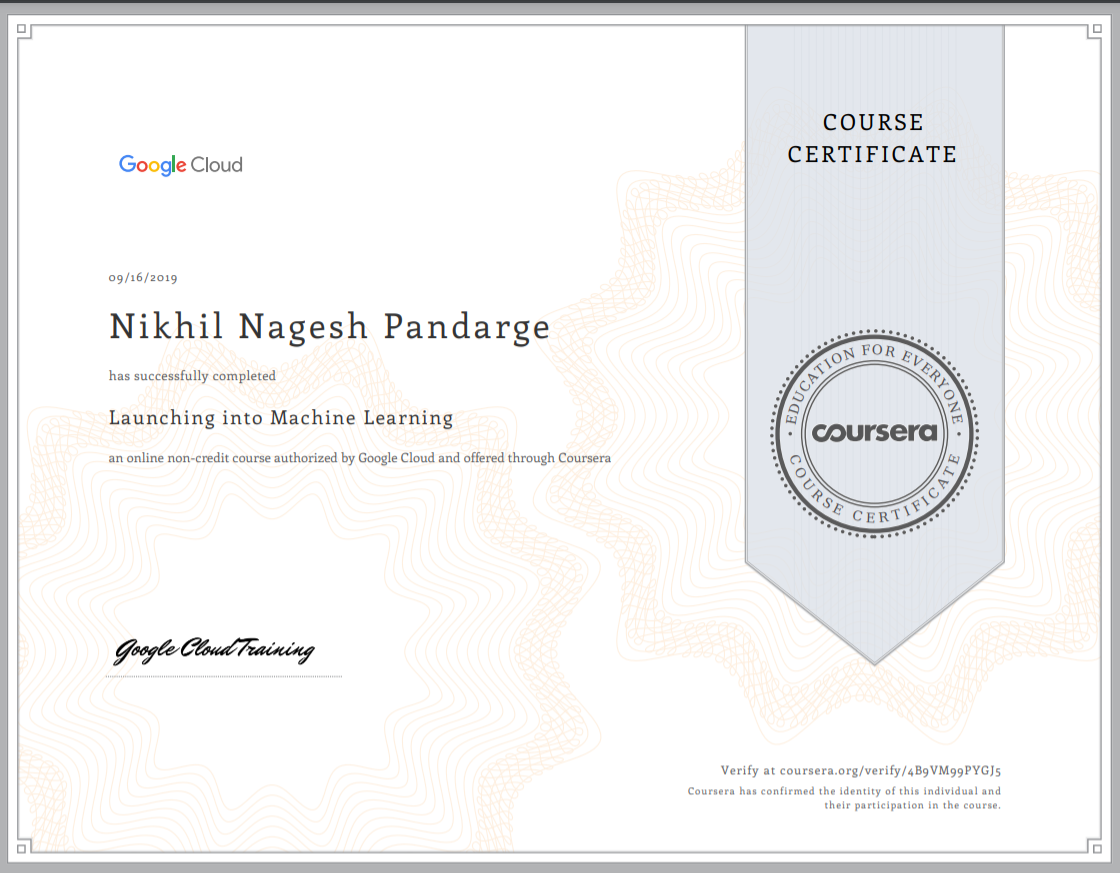 COURSE
CERTIFICATE
Google Cloud
09/16/2019
Nikhil Nagesh Pandarge
has successfully completed
Launching into Machine Learning
an online non-credit course authorized by Google Cloud and offered through Coursera
• EDUCATION FOR EVERYONE •
coursera
COURSE CERTIFICATE
Google Cloud Training
Verify at coursera.org/verify/4B9VM99PYGJ5
Coursera has confirmed the identity of this individual and
their participation in the course.